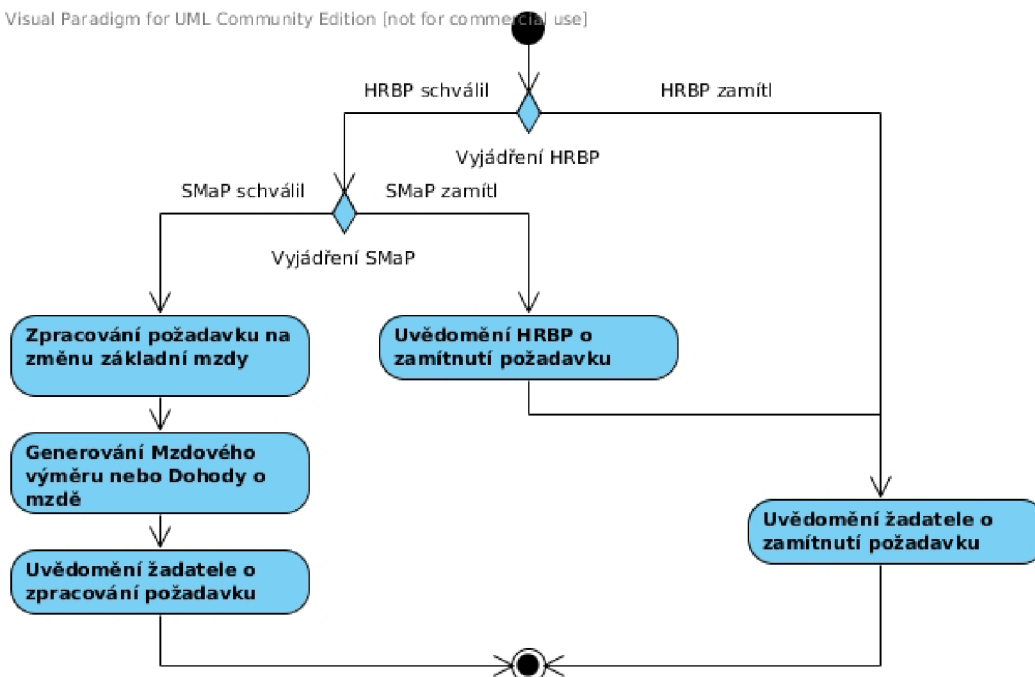 Visual Paradigm for UML Community Edition [not for commercial use]
HRBP schválil
HRBP zamítl
Vyjádření HRBP
SMaP schválil
SMaP zamítl
Vyjádření SMaP
Zpracování požadavku na
změnu základní mzdy
Uvědomění HRBP o
zamítnutí požadavku
Generování Mzdového
výměru nebo Dohody o
mzdě
Uvědomění žadatele o
zamítnutí požadavku
Uvědomění žadatele o
zpracování požadavku